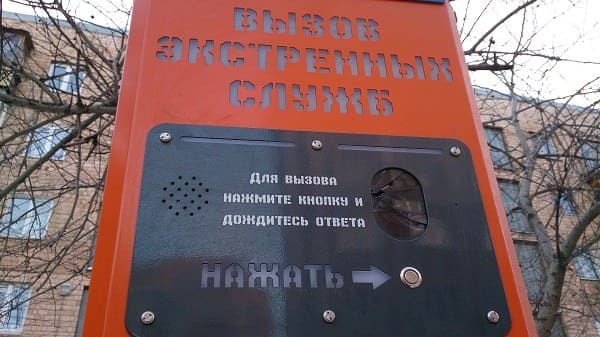 ВЫЗОВ
ЭКСТРЕННЫХ
СЛУЖБ
Для вызова
нажмите кнопку и
дождитесь ответа
НАЖАТЬ